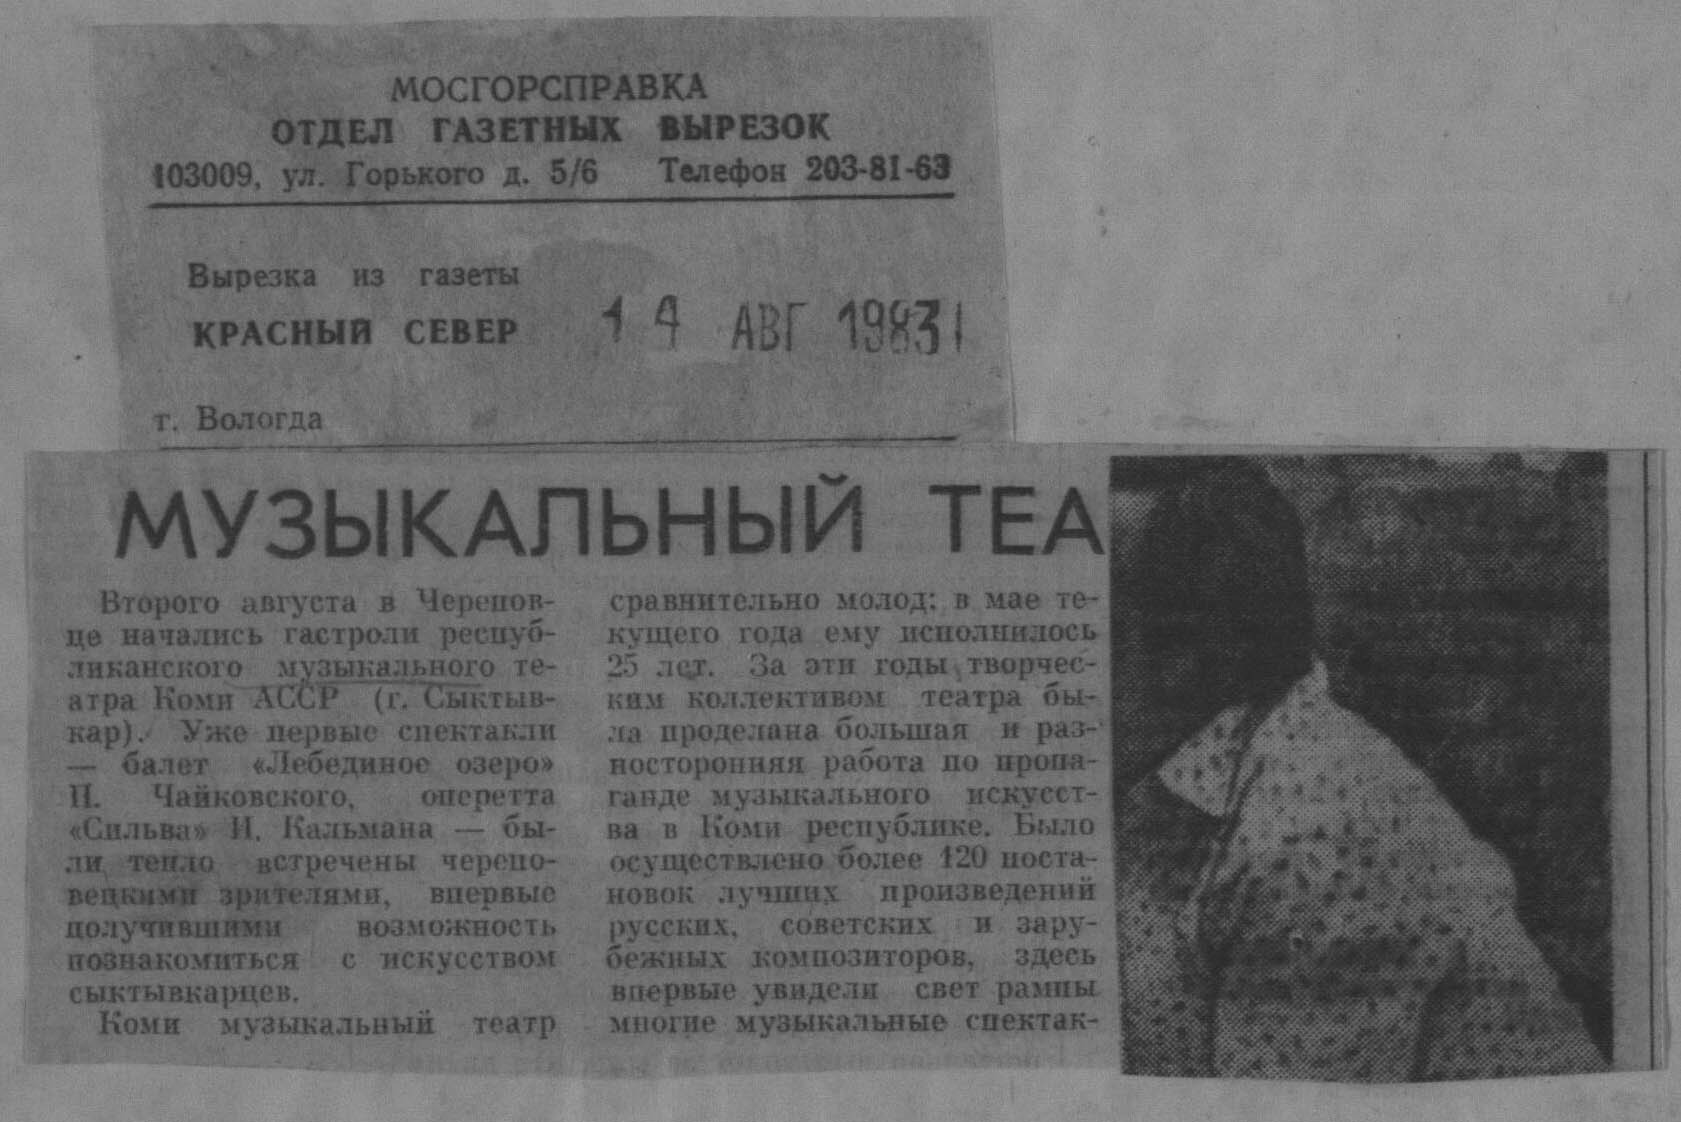 МОСГОРСПРАВКА
ОТДЕЛ ГАЗЕТНЫХ ВЫРЕЗОК
103009, ул. Горького д. 5/6 Телефон 203-81-63
Вырезка из газеты
КРАСНЫЙ СЕВЕР
14 АВГ 1983
г. Вологда
МУЗЫКАЛЬНЫЙ ТЕА
Второго августа в Черепов-
це начались гастроли респуб-
ликанского музыкального те-
атра Коми АССР (г. Сыктыв-
кар). Уже первые спектакли
— балет «Лебединое озеро»
П. Чайковского, оперетта
«Сильва» И. Кальмана — бы-
ли тепло встречены черепо-
вецкими зрителями, впервые
получившими возможность
познакомиться с искусством
сыктывкарцев.
Коми музыкальный театр
сравнительно молод: в мае те-
кущего года ему исполнилось
25 лет. За эти годы творчес-
ким коллективом театра бы-
ла проделана большая и раз-
носторонняя работа по пропа-
ганде музыкального искусст-
ва в Коми республике. Было
осуществлено более 120 поста-
новок лучших произведений
русских, советских и зару-
бежных композиторов, здесь
впервые увидели свет рампы
многие музыкальные спектак-